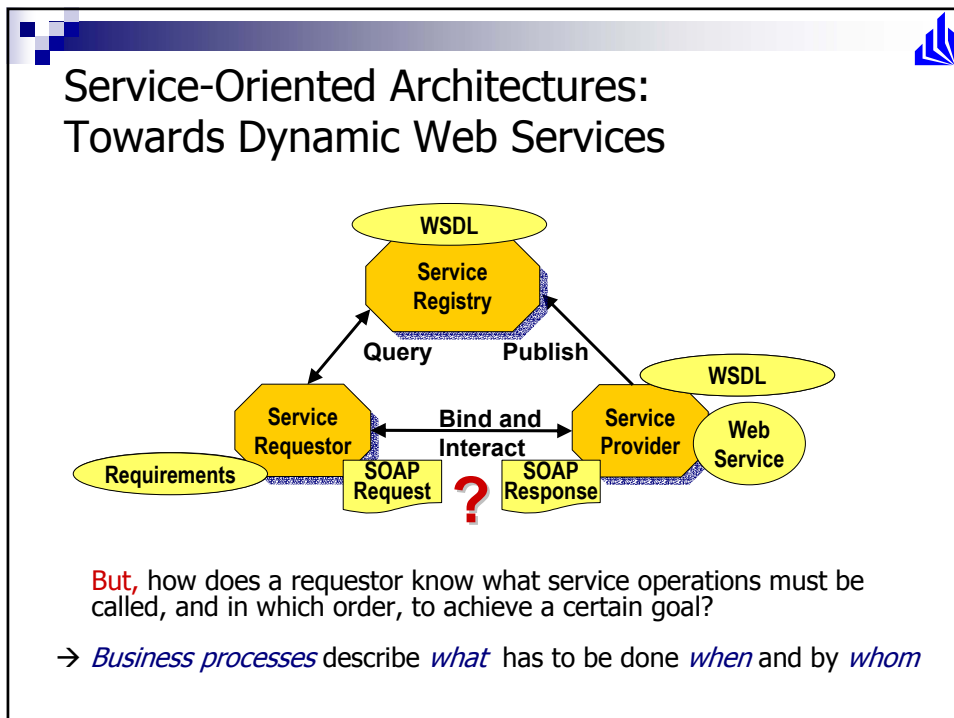 Service-Oriented Architectures:
Towards Dynamic Web Services
WSDL
Service
Registry
Query
Publish
WSDL
Service
Requestor
Bind and
Interact
Service
Provider
Web
Service
Requirements
SOAP
Request
?
SOAP
Response
But, how does a requestor know what service operations must be
called, and in which order, to achieve a certain goal?
→ Business processes describe what has to be done when and by whom